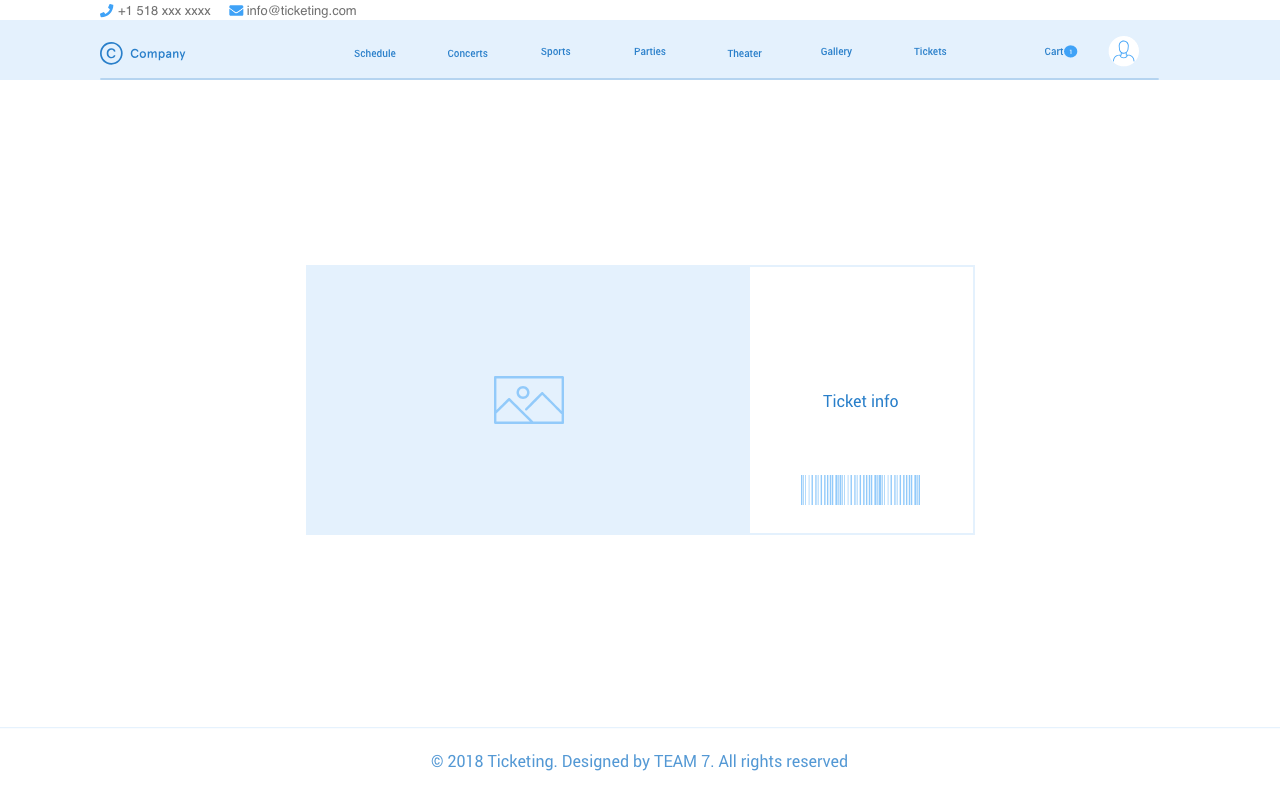 +1 518 xxx xxxx info@ticketing.com
C Company Schedule Concerts Sports Parties Theater Gallery Tickets Cart 1
Ticket info
© 2018 Ticketing. Designed by TEAM 7. All rights reserved